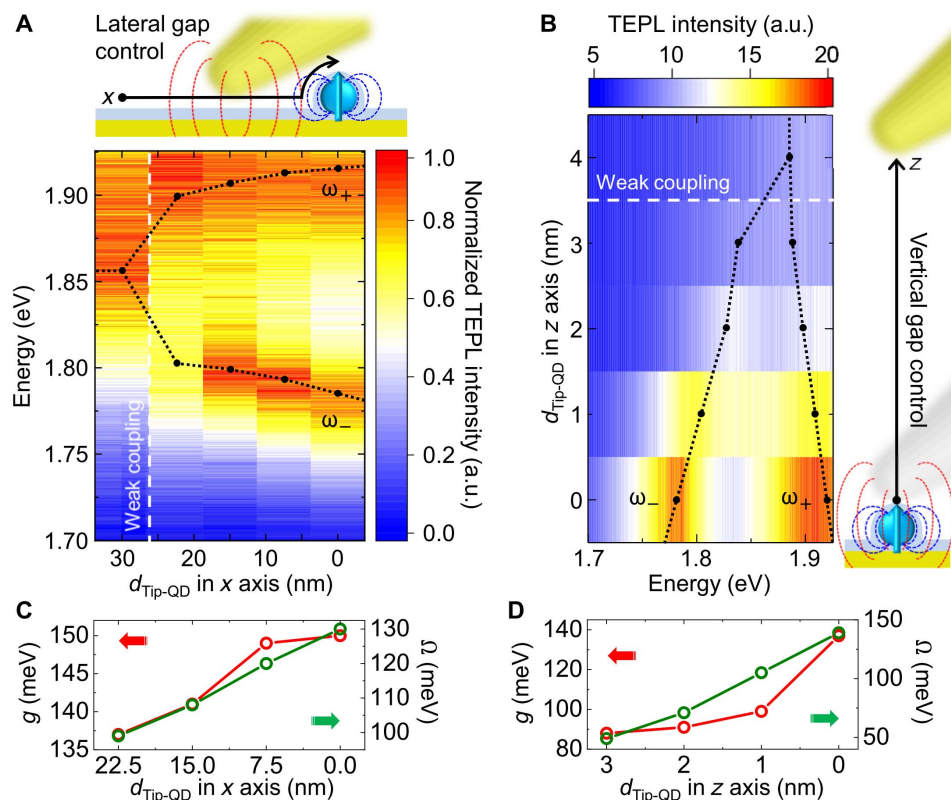 A
Lateral gap
control
x
Normalized TEPL intensity (a.u.)
1.0
0.8
0.6
0.4
0.2
0.0
Energy (eV)
1.90
1.85
1.80
1.75
1.70
ω+
ω−
Weak coupling
30 20 10 0
dTip-QD in x axis (nm)
B
TEPL intensity (a.u.)
5 10 15 20
z
Vertical gap control
dTip-QD in z axis (nm)
4
3
2
1
0
Weak coupling
ω− ω+
1.7 1.8 1.9
Energy (eV)
C
g (meV)
150
145
140
135
Ω (meV)
130
120
110
100
22.5 15.0 7.5 0.0
dTip-QD in x axis (nm)
D
g (meV)
140
120
100
80
Ω (meV)
150
100
50
3 2 1 0
dTip-QD in z axis (nm)